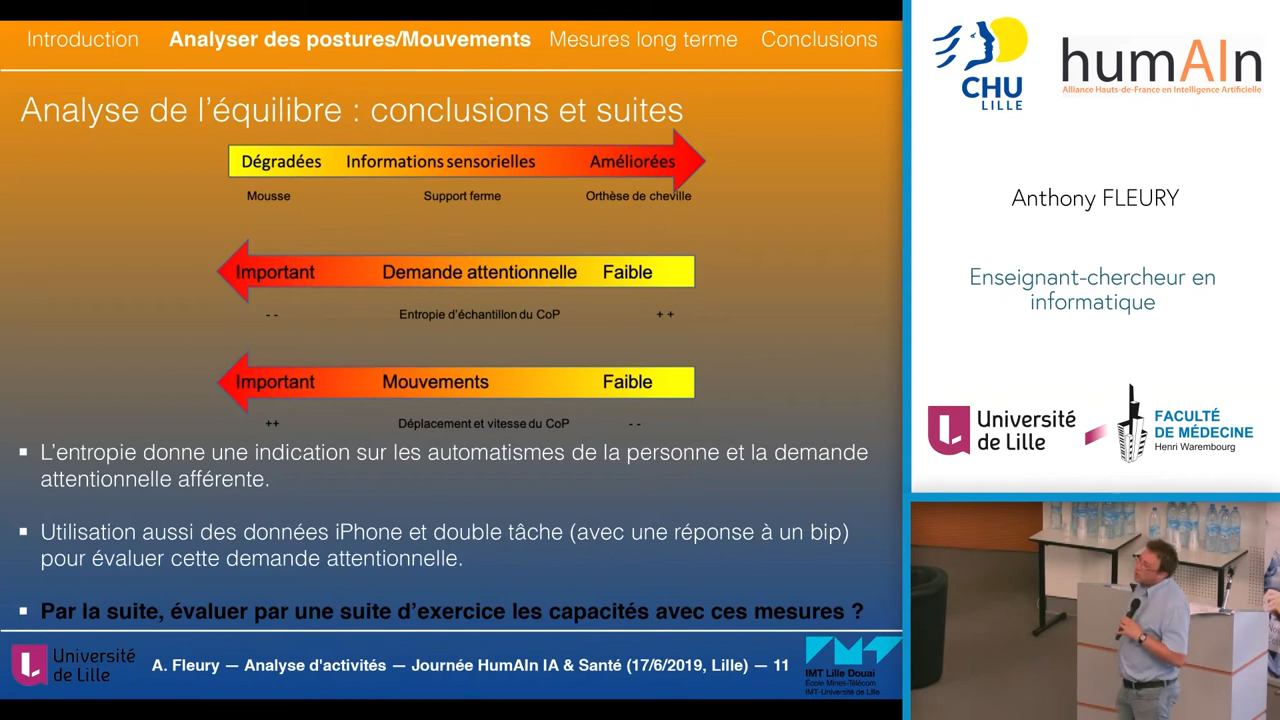 Introduction Analyser des postures/Mouvements Mesures long terme Conclusions
Analyse de l'équilibre : conclusions et suites
Dégradées Informations sensorielles Améliorées
Mousse Support ferme Orthèse de cheville
Important Demande attentionnelle Faible
- - Entropie d'échantillon du CoP + +
Important Mouvements Faible
++ Déplacement et vitesse du CoP - -
▪ L'entropie donne une indication sur les automatismes de la personne et la demande
attentionnelle afférente.
▪ Utilisation aussi des données iPhone et double tâche (avec une réponse à un bip)
pour évaluer cette demande attentionnelle.
▪ Par la suite, évaluer par une suite d'exercice les capacités avec ces mesures ?
Université
de Lille
A. Fleury — Analyse d'activités — Journée HumAIn IA & Santé (17/6/2019, Lille) — 11
IMT Lille Douai
École Mines-Télécom
IMT-Université de Lille
CHU
LILLE
humAIn
Alliance Hauts-de-France en Intelligence Artificielle
Anthony FLEURY
Enseignant-chercheur en
informatique
Université
de Lille
FACULTÉ
DE MÉDECINE
Henri Warembourg